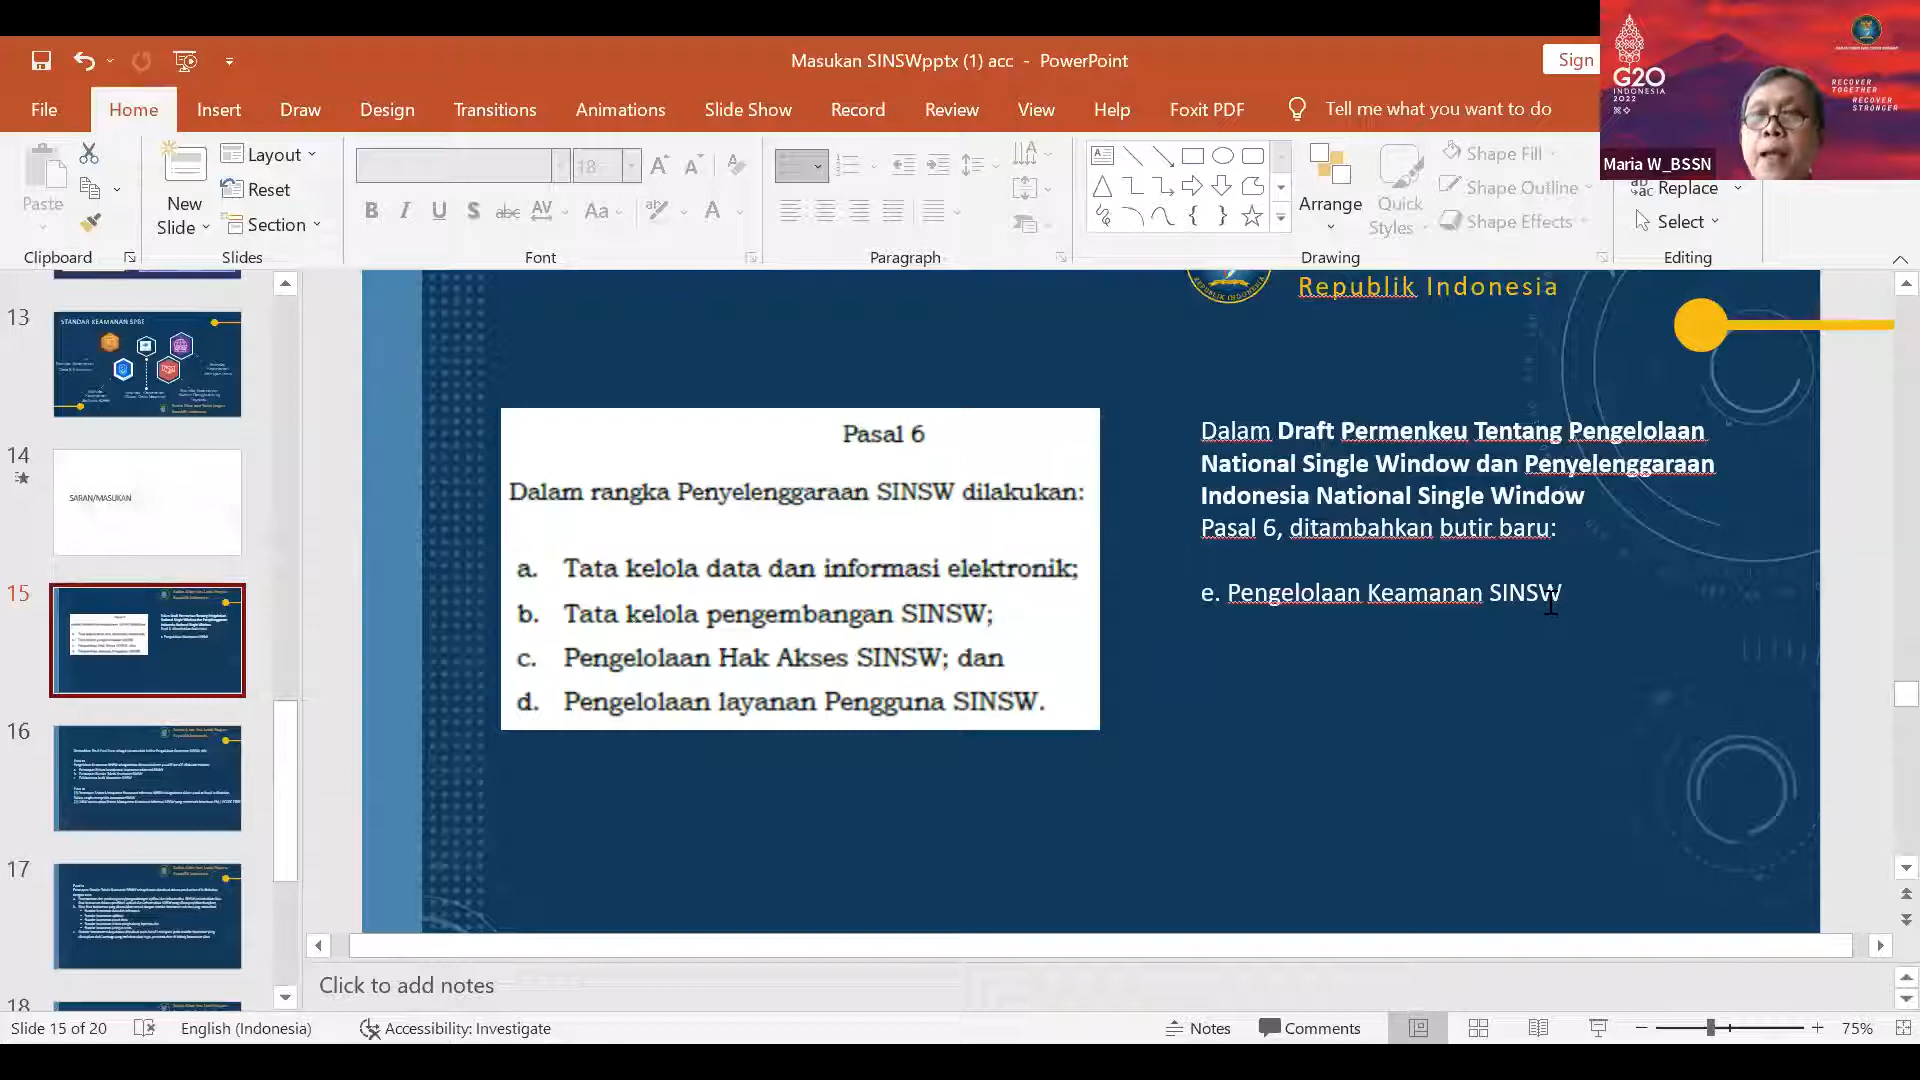 Masukan SINSWpptx (1) acc - PowerPoint
Sign
G20
INDONESIA
2022
RECOVER
TOGETHER
RECOVER
STRONGER
Maria W_BSSN
File
Home
Insert
Draw
Design
Transitions
Animations
Slide Show
Record
Review
View
Help
Foxit PDF
Tell me what you want to do
Paste
Clipboard
New
Slide
Layout
Reset
Section
Slides
18
Font
Paragraph
Arrange
Quick
Styles
Shape Fill
Shape Outline
Shape Effects
Drawing
Replace
Select
Editing
13
STANDAR KEAMANAN SPBE
14
SARAN/MASUKAN
15
16
17
18
Republik Indonesia
Pasal 6
Dalam rangka Penyelenggaraan SINSW dilakukan:
a. Tata kelola data dan informasi elektronik;
b. Tata kelola pengembangan SINSW;
c. Pengelolaan Hak Akses SINSW; dan
d. Pengelolaan layanan Pengguna SINSW.
Dalam Draft Permenkeu Tentang Pengelolaan
National Single Window dan Penyelenggaraan
Indonesia National Single Window
Pasal 6, ditambahkan butir baru:
e. Pengelolaan Keamanan SINSW
Click to add notes
Slide 15 of 20
English (Indonesia)
Accessibility: Investigate
Notes
Comments
75%